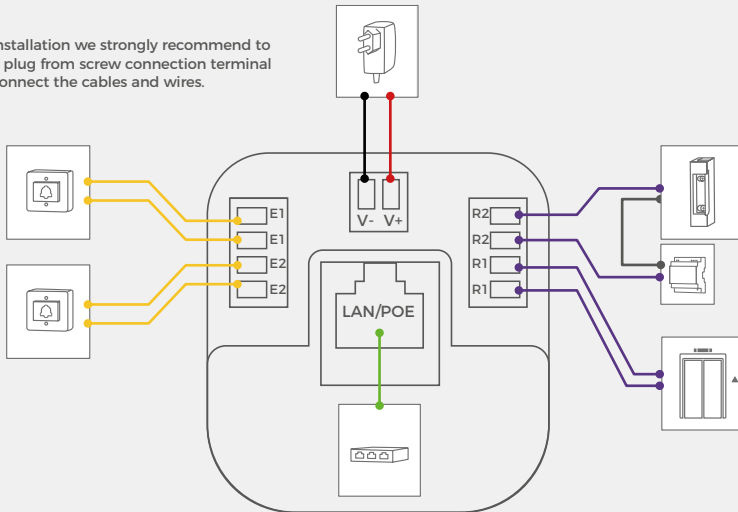 nstallation we strongly recommend to
plug from screw connection terminal
onnect the cables and wires.
V- V+
E1
E1
E2
E2
R2
R2
R1
R1
LAN/POE